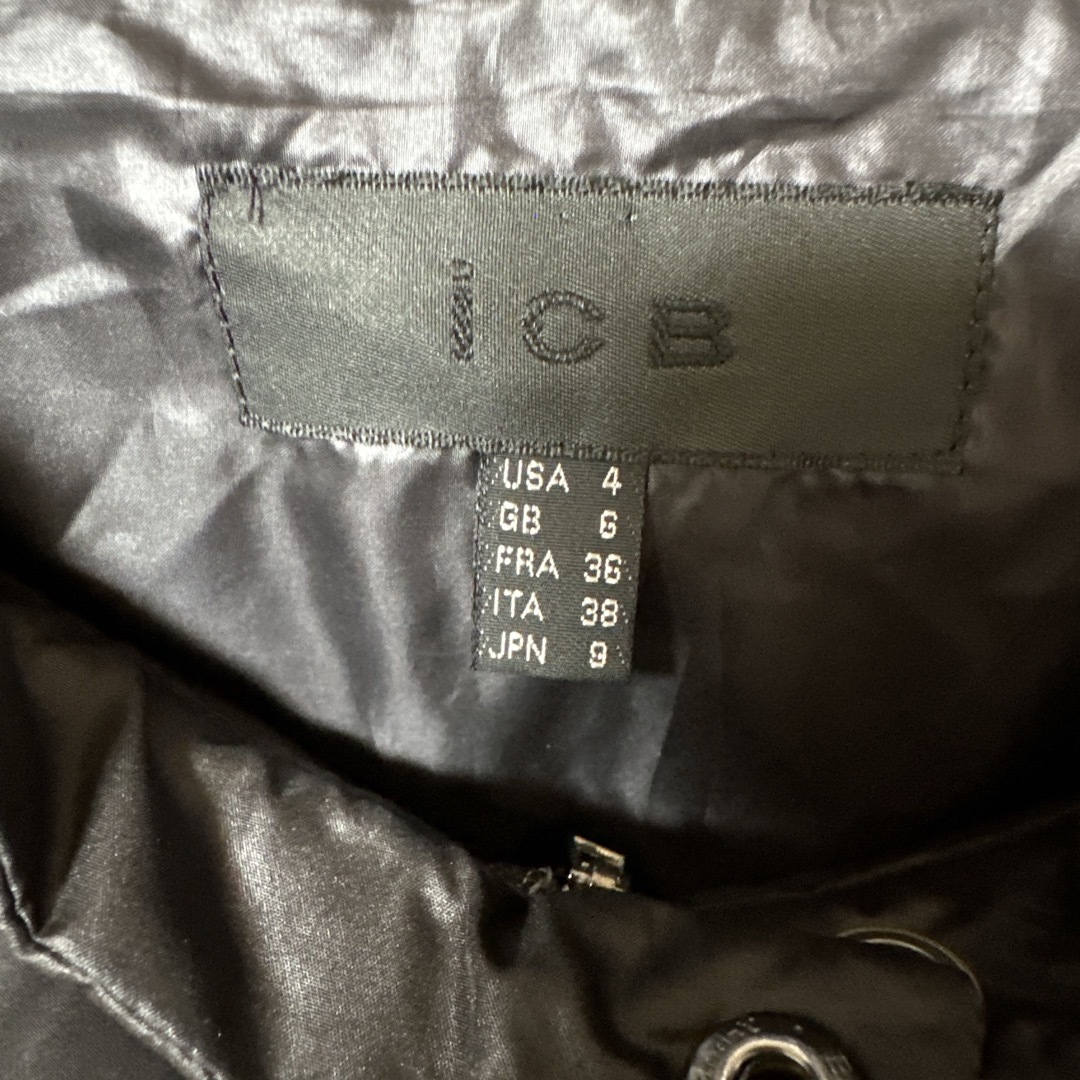 iCB
USA 4
GB 6
FRA 36
ITA 38
JPN 9